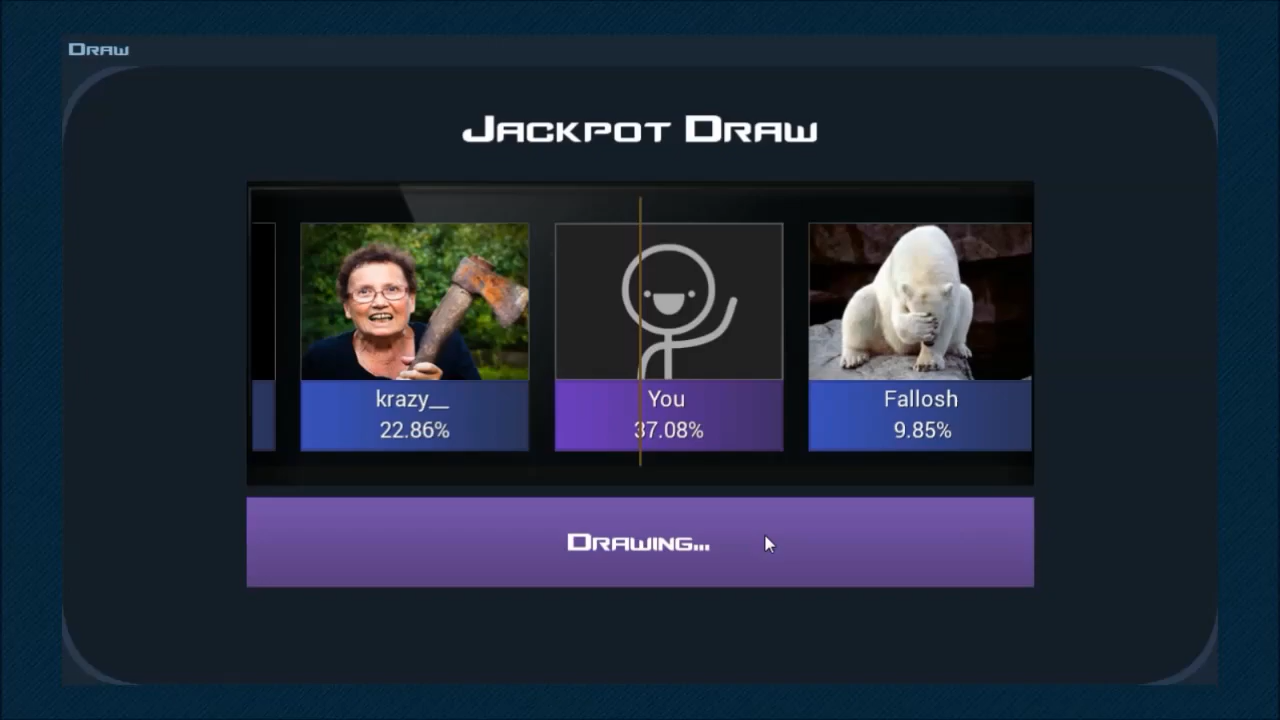 Draw
Jackpot Draw
krazy__
22.86%
You
37.08%
Fallosh
9.85%
Drawing...